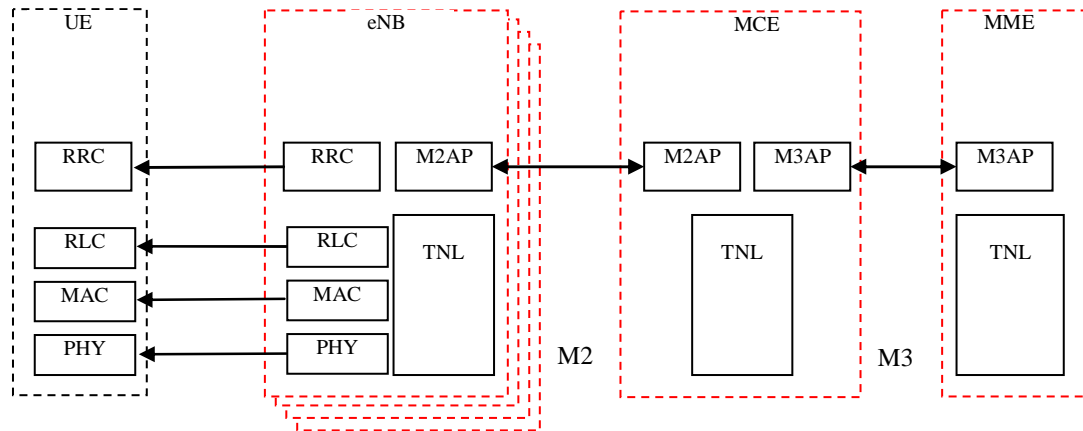 UE
eNB
MCE
MME
RRC
RRC
M2AP
M2AP
M3AP
M3AP
RLC
RLC
TNL
TNL
TNL
MAC
MAC
PHY
PHY
M2
M3